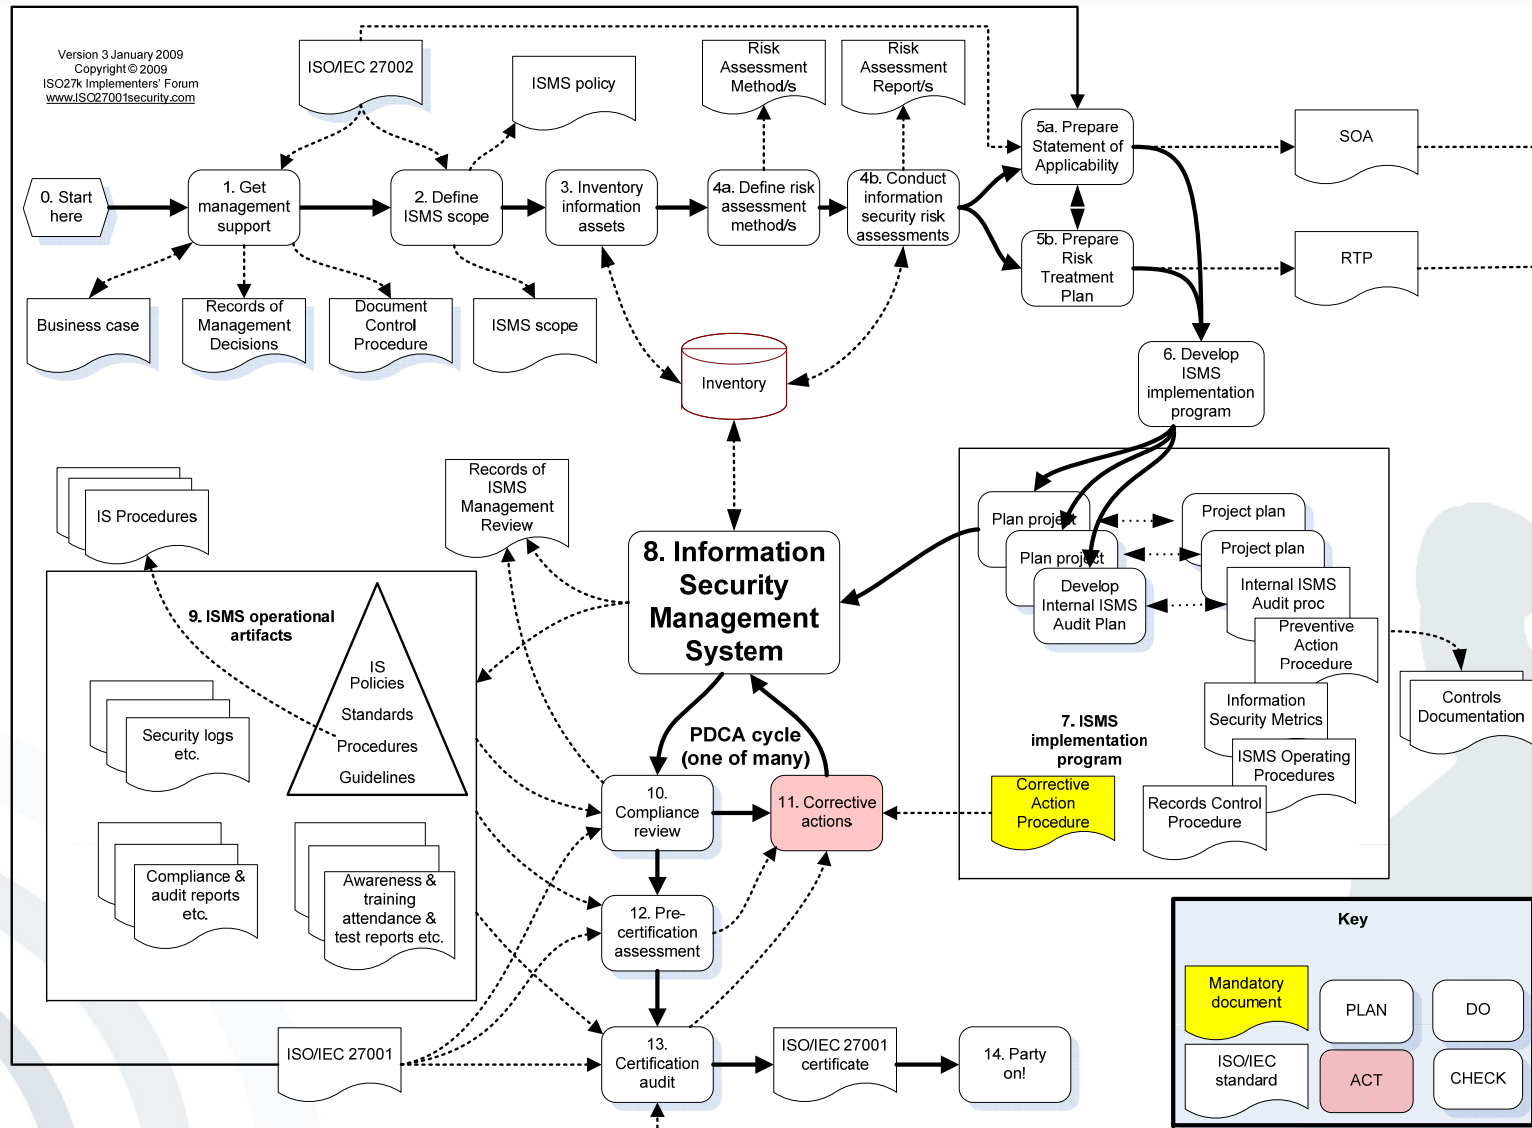 Version 3 January 2009
Copyright © 2009
ISO27k Implementers' Forum
www.ISO27001security.com
ISO/IEC 27002
ISMS policy
Risk
Assessment
Method/s
Risk
Assessment
Report/s
0. Start
here
1. Get
management
support
2. Define
ISMS scope
3. Inventory
information
assets
4a. Define risk
assessment
method/s
4b. Conduct
information
security risk
assessments
5a. Prepare
Statement of
Applicability
SOA
5b. Prepare
Risk
Treatment
Plan
RTP
Business case
Records of
Management
Decisions
Document
Control
Procedure
ISMS scope
Inventory
6. Develop
ISMS
implementation
program
IS Procedures
Records of
ISMS
Management
Review
8. Information
Security
Management
System
Plan project
Plan project
Develop
Internal ISMS
Audit Plan
Project plan
Project plan
Internal ISMS
Audit proc
Preventive
Action
Procedure
Information
Security Metrics
ISMS Operating
Procedures
Records Control
Procedure
Controls
Documentation
7. ISMS
implementation
program
Corrective
Action
Procedure
9. ISMS operational
artifacts
IS
Policies
Standards
Procedures
Guidelines
Security logs
etc.
Compliance &
audit reports
etc.
Awareness &
training
attendance &
test reports etc.
PDCA cycle
(one of many)
10.
Compliance
review
11. Corrective
actions
12. Pre-
certification
assessment
ISO/IEC 27001
13.
Certification
audit
ISO/IEC 27001
certificate
14. Party
on!
Key
Mandatory
document
PLAN
DO
ISO/IEC
standard
ACT
CHECK